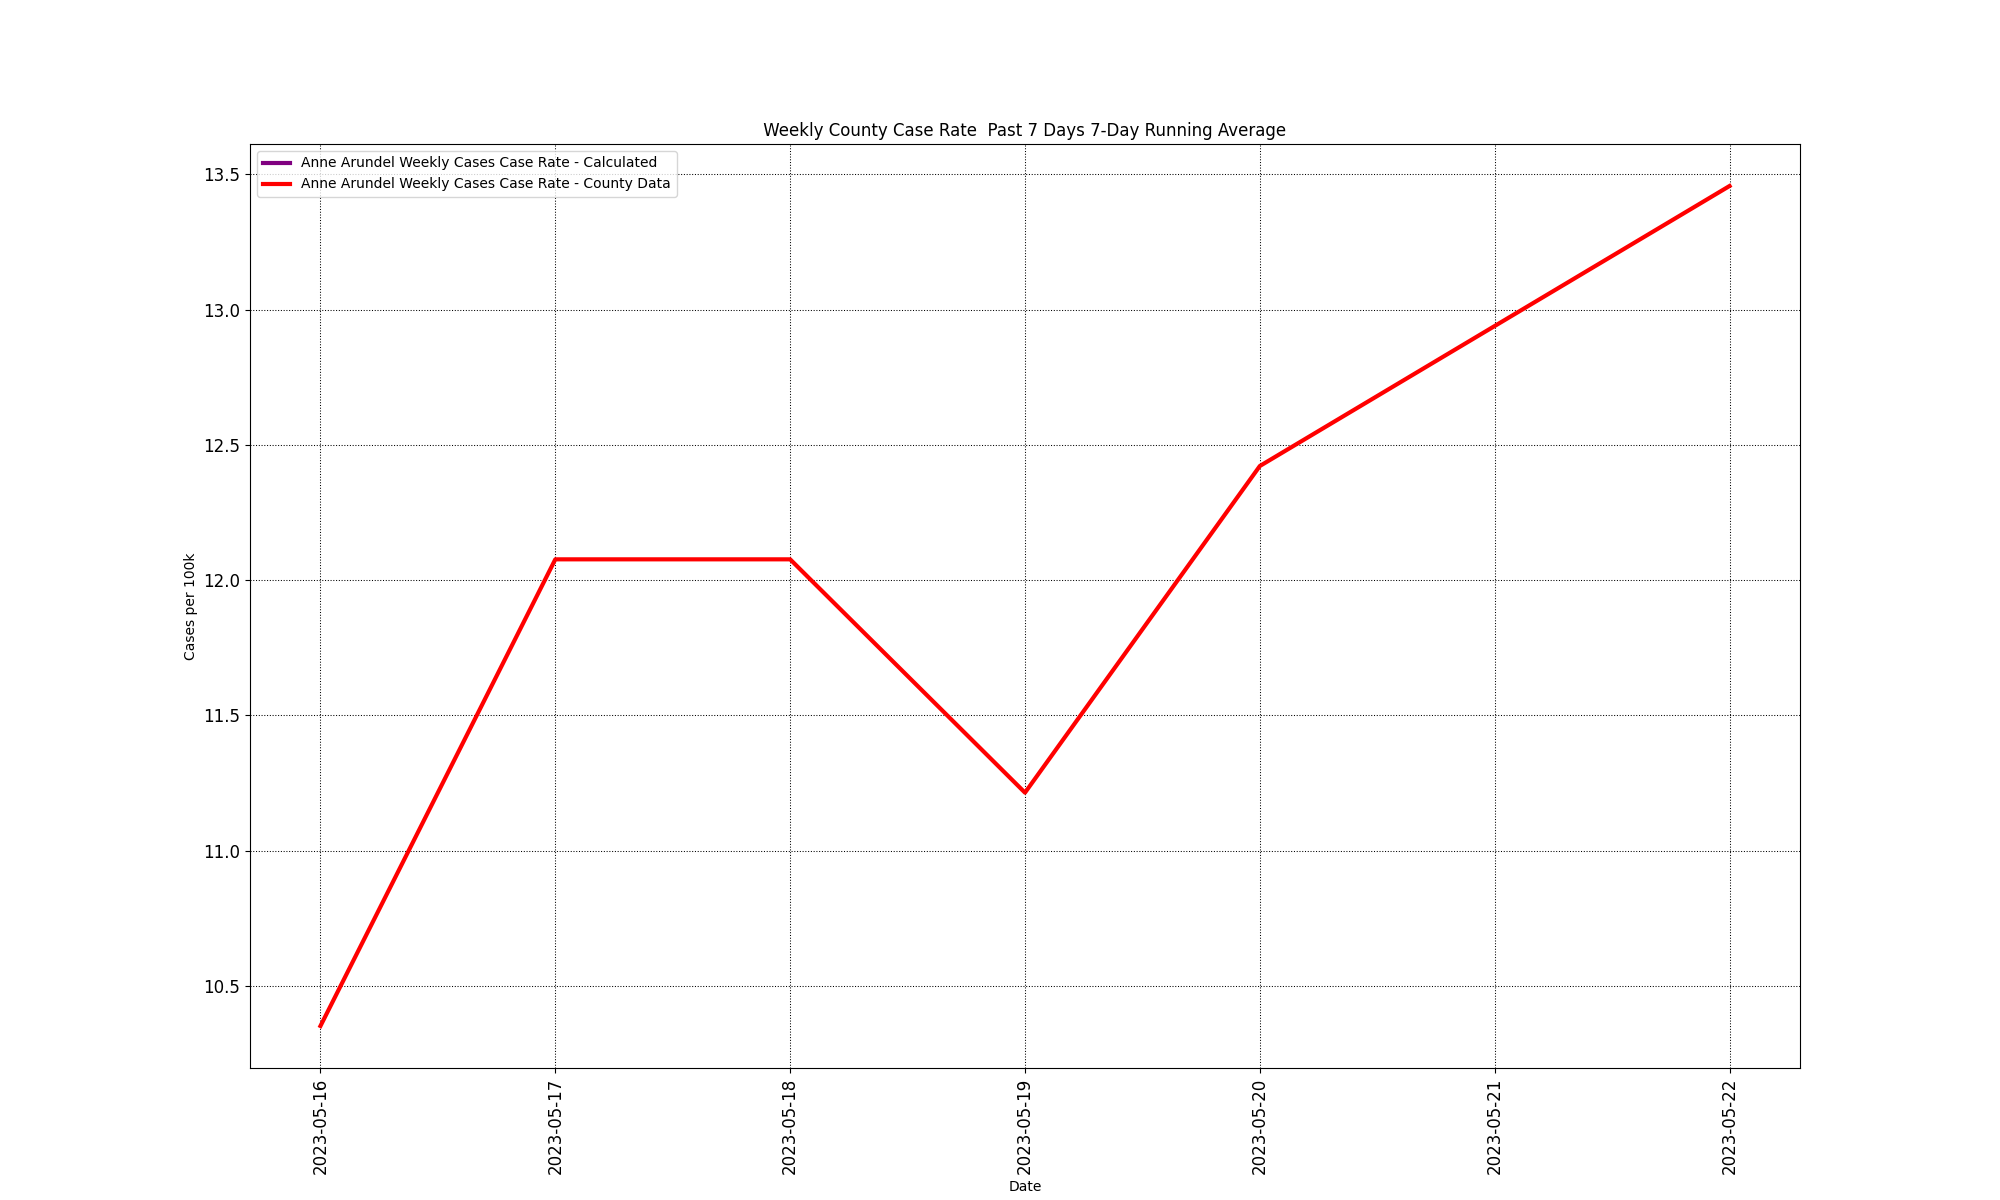 Weekly County Case Rate  Past 7 Days 7-Day Running Average
Anne Arundel Weekly Cases Case Rate - Calculated
Anne Arundel Weekly Cases Case Rate - County Data
13.5
13.0
12.5
12.0
11.5
11.0
10.5
Cases per 100k
2023-05-16
2023-05-17
2023-05-18
2023-05-19
2023-05-20
2023-05-21
2023-05-22
Date